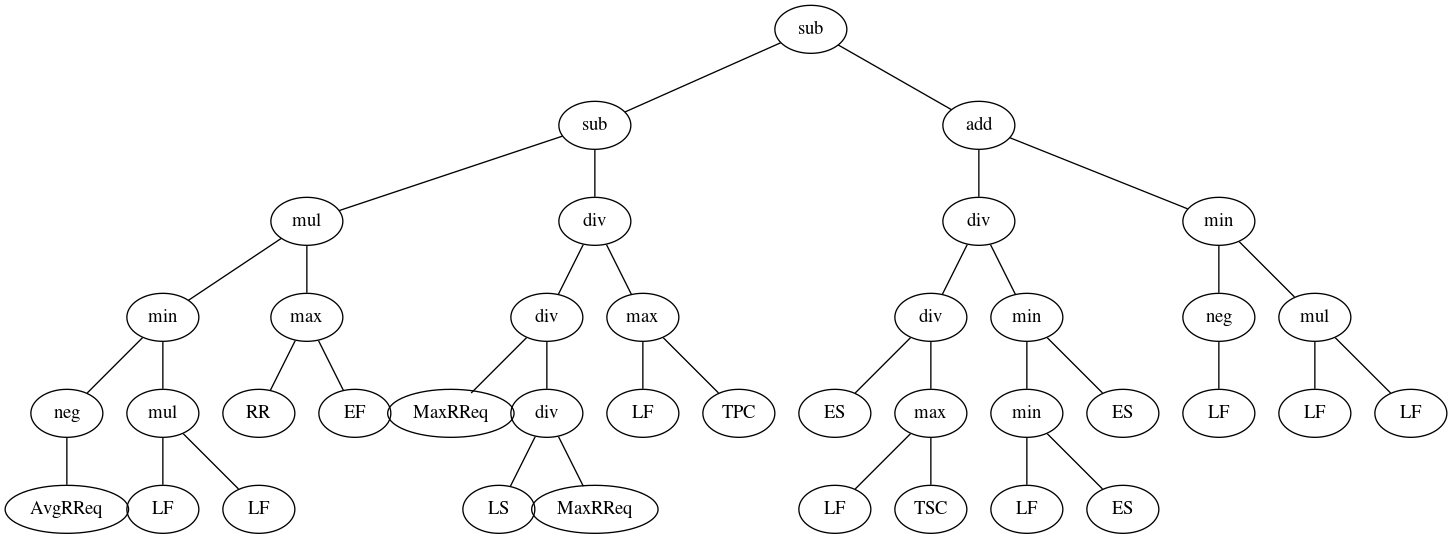 sub
sub add
mul div div min
min max div max div min neg mul
neg mul RR EF MaxRReq div LF TPC ES max min ES LF LF LF
AvgRReq LF LF LS MaxRReq LF TSC LF ES